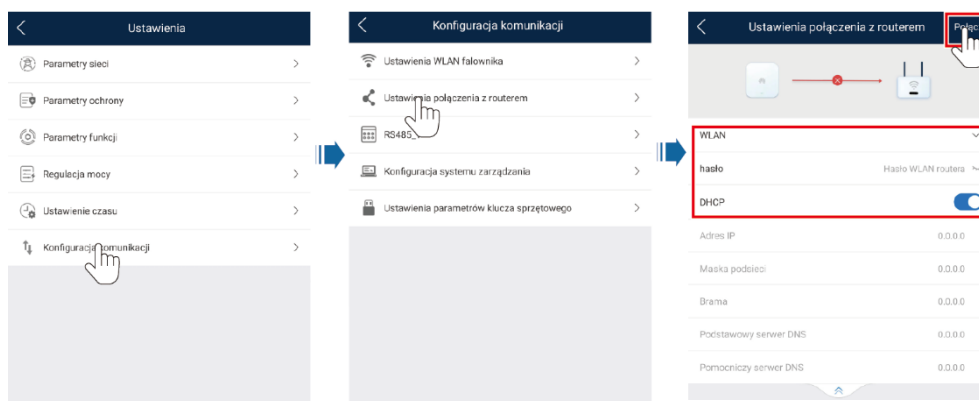 Ustawienia
Parametry sieci
Parametry ochrony
Parametry funkcji
Regulacja mocy
Ustawienie czasu
Konfiguracja komunikacji
Konfiguracja komunikacji
Ustawienia WLAN falownika
Ustawienia połączenia z routerem
RS485_
Konfiguracja systemu zarządzania
Ustawienia parametrów klucza sprzętowego
Ustawienia połączenia z routerem
WLAN
hasło Hasło WLAN routera
DHCP
Adres IP 0.0.0.0
Maska podsieci 0.0.0.0
Brama 0.0.0.0
Podstawowy serwer DNS 0.0.0.0
Pomocniczy serwer DNS 0.0.0.0